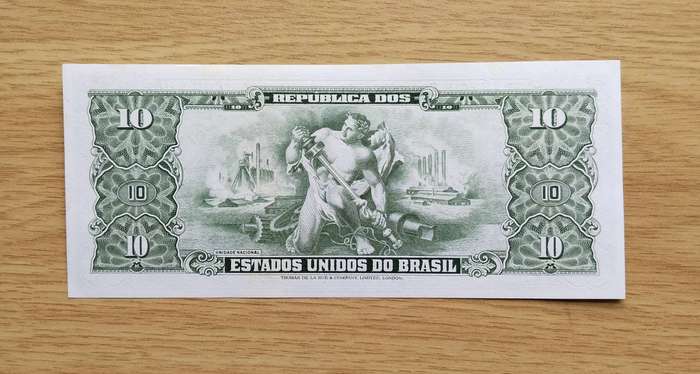 10 REPÚBLICA DOS 10
10 10
10 10
10 10
UNIDADE NACIONAL
ESTADOS UNIDOS DO BRASIL
THOMAS DE LA RUE & COMPANY, LIMITED, LONDON.